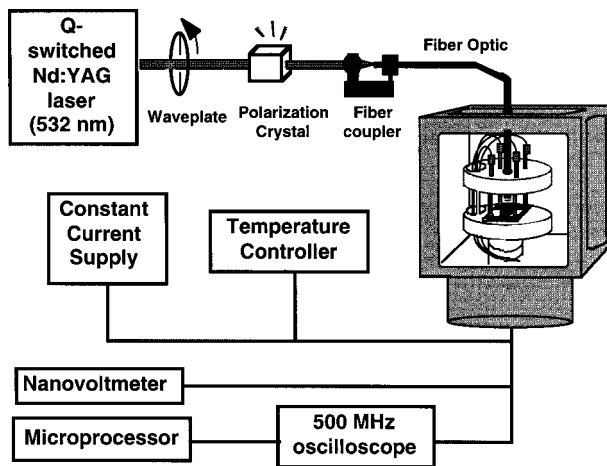 Q-
switched
Nd:YAG
laser
(532 nm)
Waveplate
Polarization
Crystal
Fiber
coupler
Fiber Optic
Constant
Current
Supply
Temperature
Controller
Nanovoltmeter
Microprocessor
500 MHz
oscilloscope